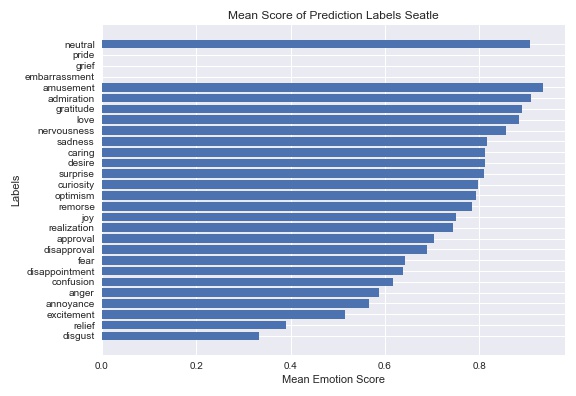 Mean Score of Prediction Labels Seatle
neutral
pride
grief
embarrassment
amusement
admiration
gratitude
love
nervousness
sadness
caring
desire
surprise
curiosity
optimism
remorse
joy
realization
approval
disapproval
fear
disappointment
confusion
anger
annoyance
excitement
relief
disgust
Labels
0.0 0.2 0.4 0.6 0.8
Mean Emotion Score